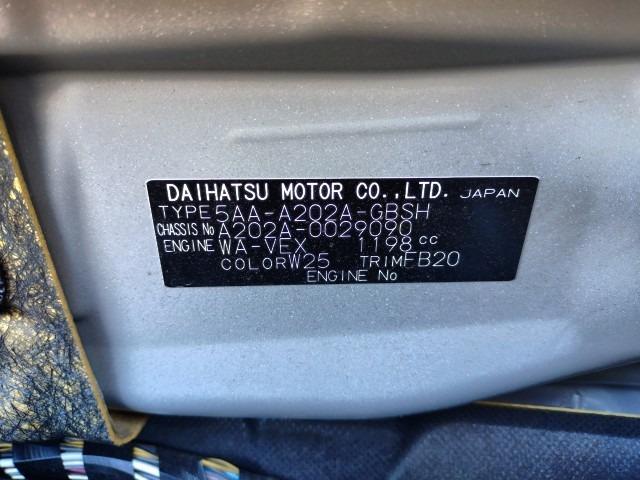 DAIHATSU MOTOR CO.,LTD. JAPAN
TYPE 5AA-A202A-GBSH
CHASSIS No A202A-0029090
ENGINE WA-VEX 1198 cc
COLOR W25 TRIM FB20
ENGINE No